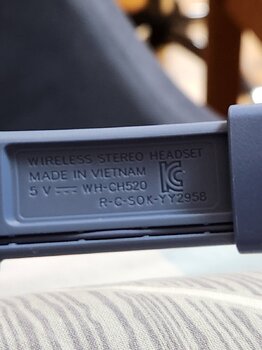 WIRELESS STEREO HEADSET
MADE IN VIETNAM
5 V ⎓ WH-CH520
R-C-SOK-YY2958